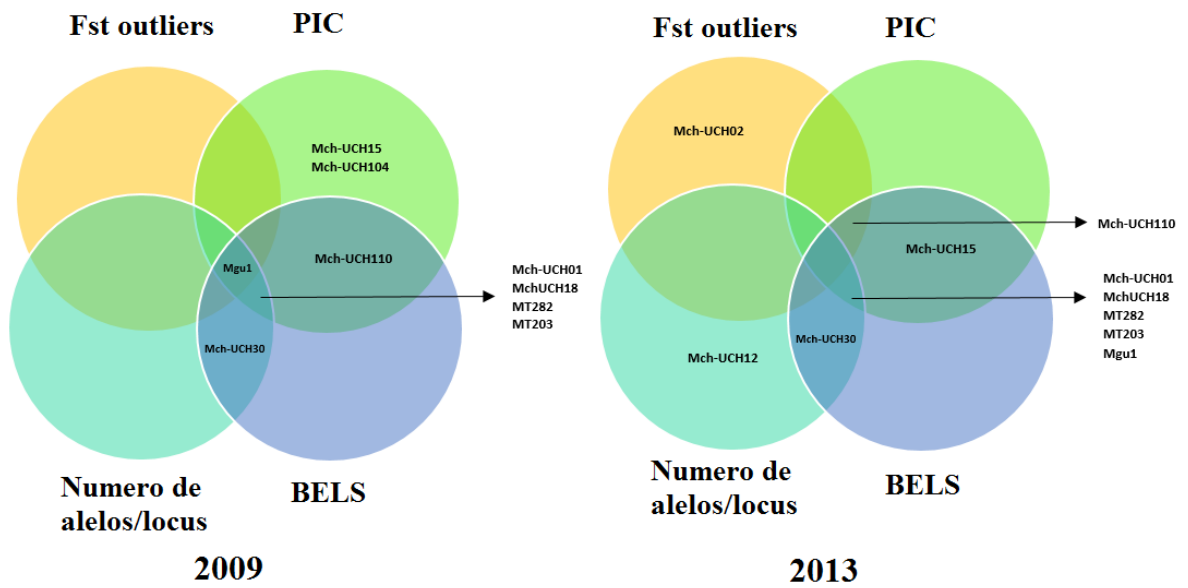 Fst outliers
PIC
Mch-UCH15
Mch-UCH104
Mgu1
Mch-UCH110
Mch-UCH01
MchUCH18
MT282
MT203
Mch-UCH30
Numero de
alelos/locus
BELS
2009
Fst outliers
PIC
Mch-UCH02
Mch-UCH110
Mch-UCH15
Mch-UCH01
MchUCH18
MT282
MT203
Mgu1
Mch-UCH30
Mch-UCH12
Numero de
alelos/locus
BELS
2013